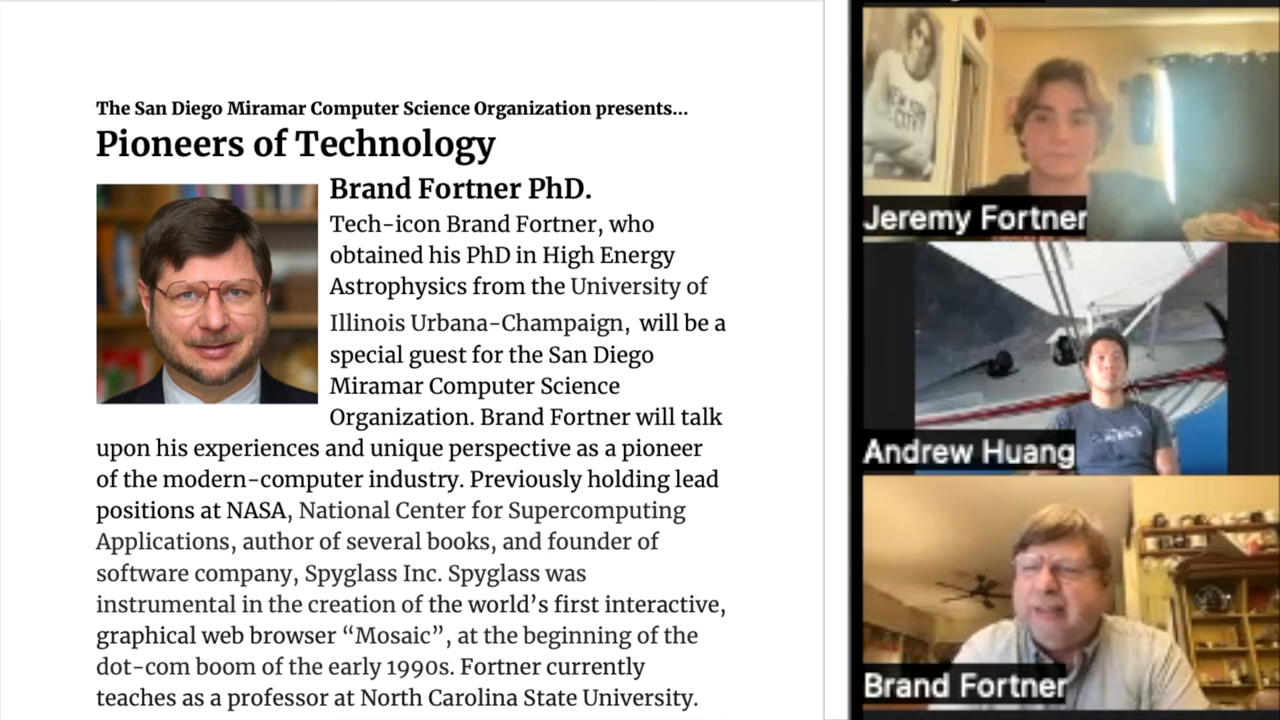 The San Diego Miramar Computer Science Organization presents...
Pioneers of Technology
Brand Fortner PhD.
Tech-icon Brand Fortner, who
obtained his PhD in High Energy
Astrophysics from the University of
Illinois Urbana-Champaign, will be a
special guest for the San Diego
Miramar Computer Science
Organization. Brand Fortner will talk
upon his experiences and unique perspective as a pioneer
of the modern-computer industry. Previously holding lead
positions at NASA, National Center for Supercomputing
Applications, author of several books, and founder of
software company, Spyglass Inc. Spyglass was
instrumental in the creation of the world’s first interactive,
graphical web browser “Mosaic”, at the beginning of the
dot-com boom of the early 1990s. Fortner currently
teaches as a professor at North Carolina State University.
NEW YORK
CITY
Jeremy Fortner
Andrew Huang
Brand Fortner